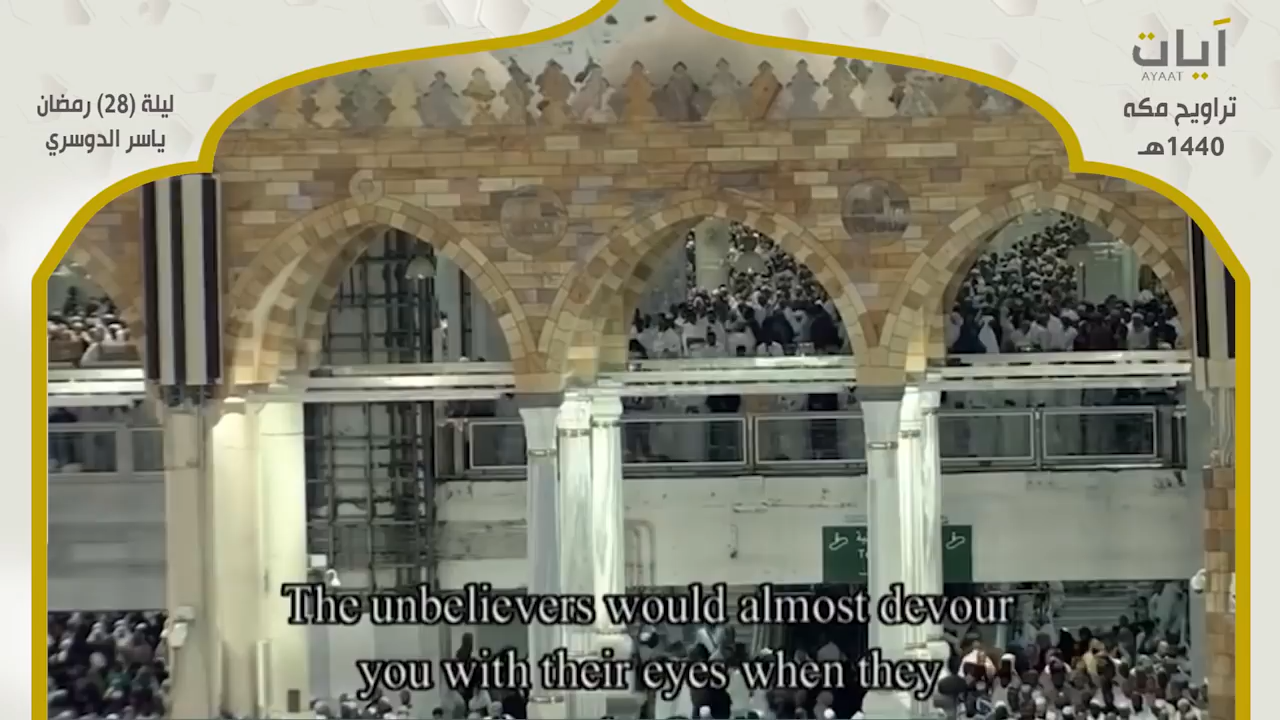 آيات
AYAAT
تراويح مكه
1440هـ
ليلة (28) رمضان
ياسر الدوسري
The unbelievers would almost devour
you with their eyes when they